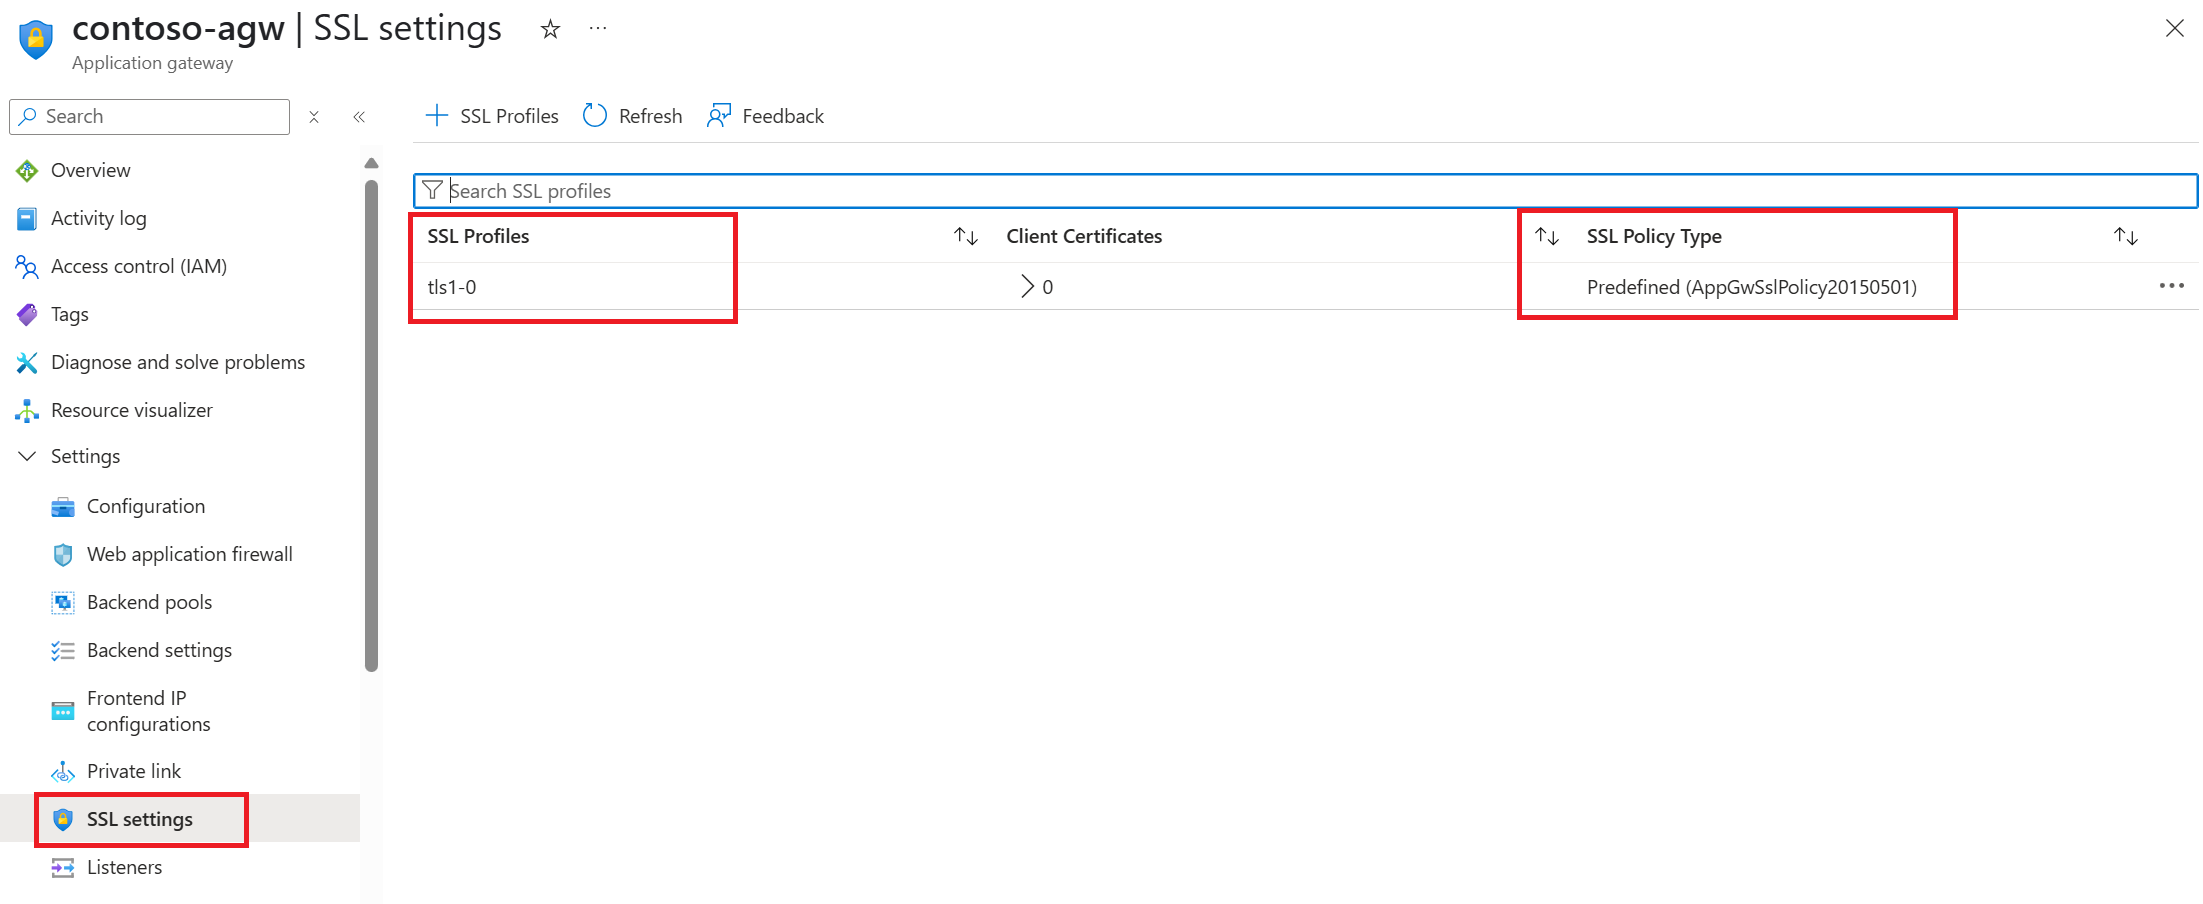 contoso-agw | SSL settings
Application gateway
Search
SSL Profiles
Refresh
Feedback
Overview
Activity log
Access control (IAM)
Tags
Diagnose and solve problems
Resource visualizer
Settings
Configuration
Web application firewall
Backend pools
Backend settings
Frontend IP
configurations
Private link
SSL settings
Listeners
Search SSL profiles
SSL Profiles
Client Certificates
SSL Policy Type
tls1-0
0
Predefined (AppGwSslPolicy20150501)